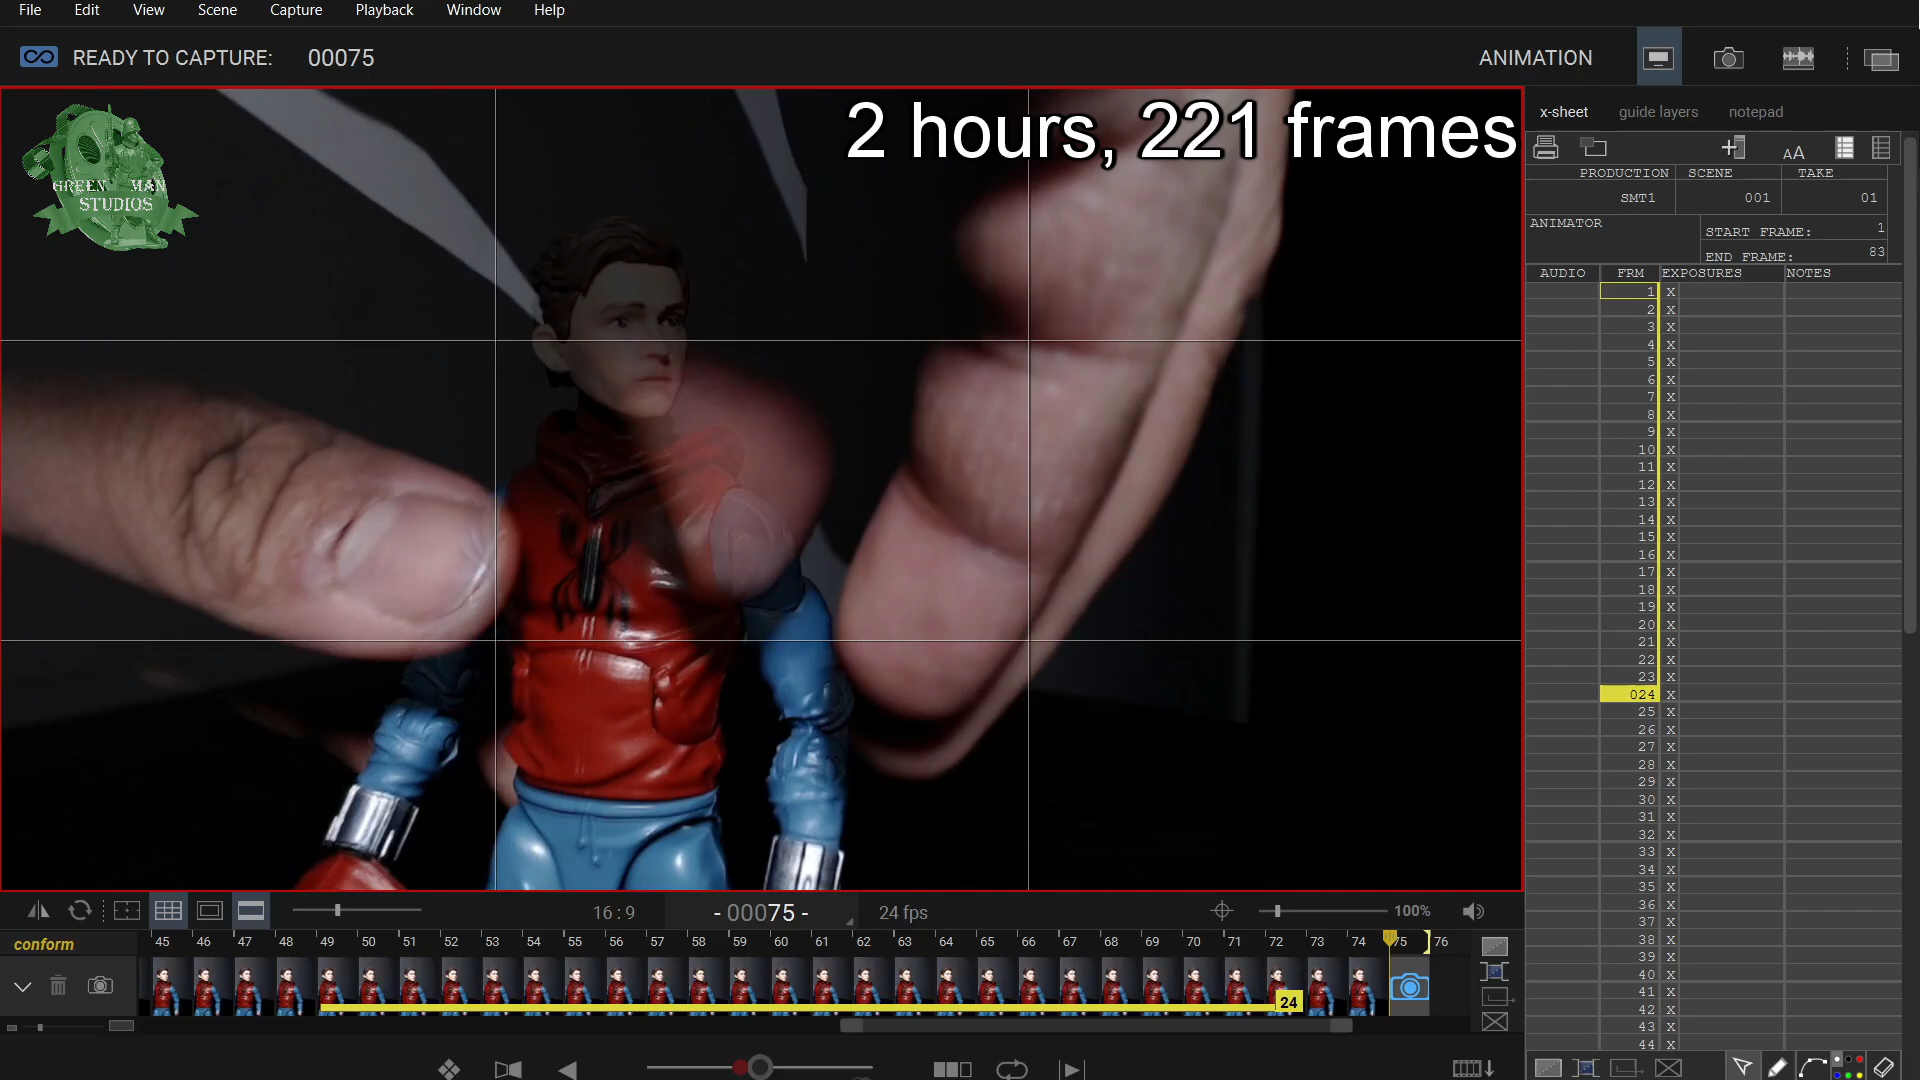 File Edit View Scene Capture Playback Window Help
READY TO CAPTURE: 00075
ANIMATION
2 hours, 221 frames
GREEN MAN
STUDIOS
x-sheet guide layers notepad
AA
PRODUCTION SCENE TAKE
SMT1 001 01
ANIMATOR
START FRAME: 1
END FRAME: 83
AUDIO FRM EXPOSURES NOTES
1 X
2 X
3 X
4 X
5 X
6 X
7 X
8 X
9 X
10 X
11 X
12 X
13 X
14 X
15 X
16 X
17 X
18 X
19 X
20 X
21 X
22 X
23 X
024 X
25 X
26 X
27 X
28 X
29 X
30 X
31 X
32 X
33 X
34 X
35 X
36 X
37 X
38 X
39 X
40 X
41 X
42 X
43 X
44 X
16 : 9 - 00075 - 24 fps 100%
conform 45 46 47 48 49 50 51 52 53 54 55 56 57 58 59 60 61 62 63 64 65 66 67 68 69 70 71 72 73 74 75 76
24